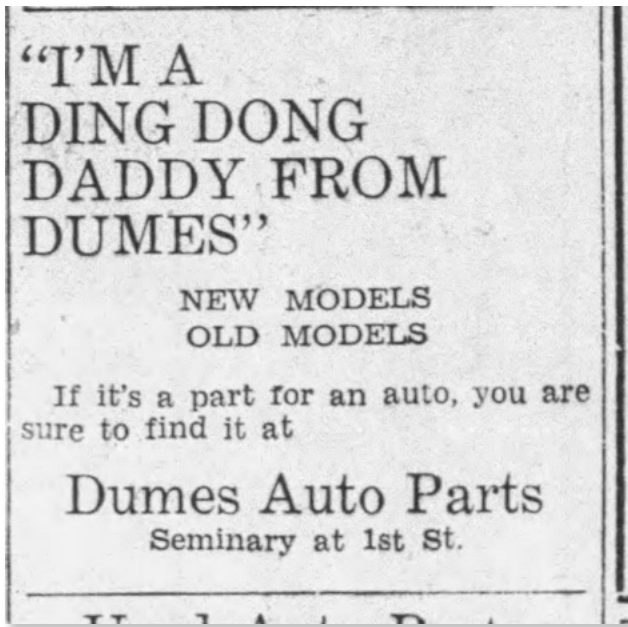 "I'M A
DING DONG
DADDY FROM
DUMES"
NEW MODELS
OLD MODELS
If it's a part for an auto, you are
sure to find it at
Dumes Auto Parts
Seminary at 1st St.